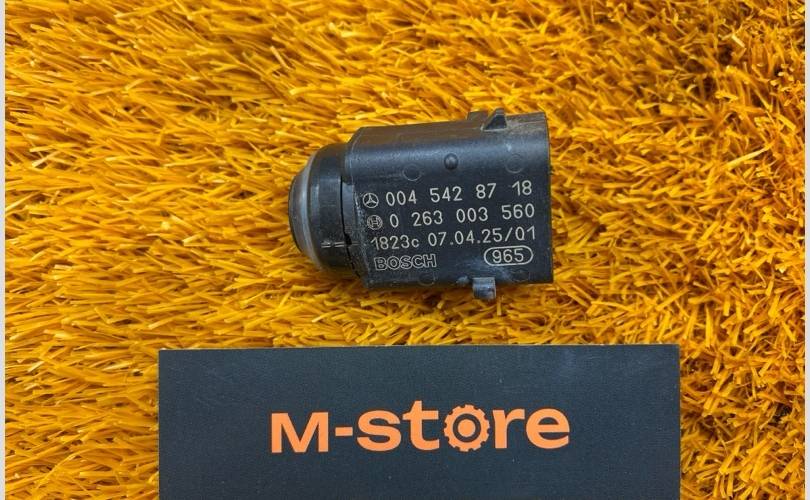 004 542 87 18
0 263 003 560
1823c 07.04.25/01
BOSCH 965
M-store